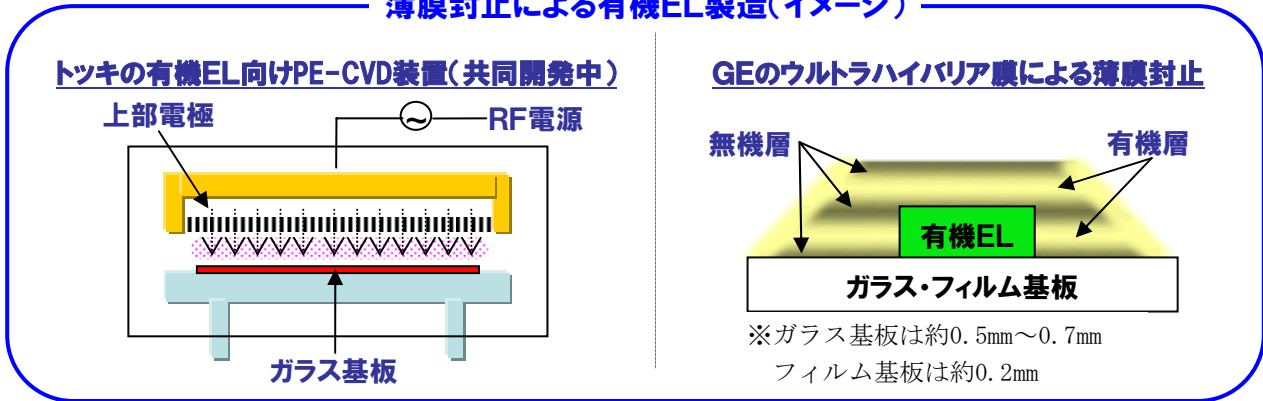 薄膜封止による有機EL製造(イメージ)
トッキの有機EL向けPE-CVD装置(共同開発中)
上部電極
RF電源
ガラス基板
GEのウルトラハイバリア膜による薄膜封止
無機層
有機層
有機EL
ガラス・フィルム基板
※ガラス基板は約0.5mm～0.7mm
フィルム基板は約0.2mm